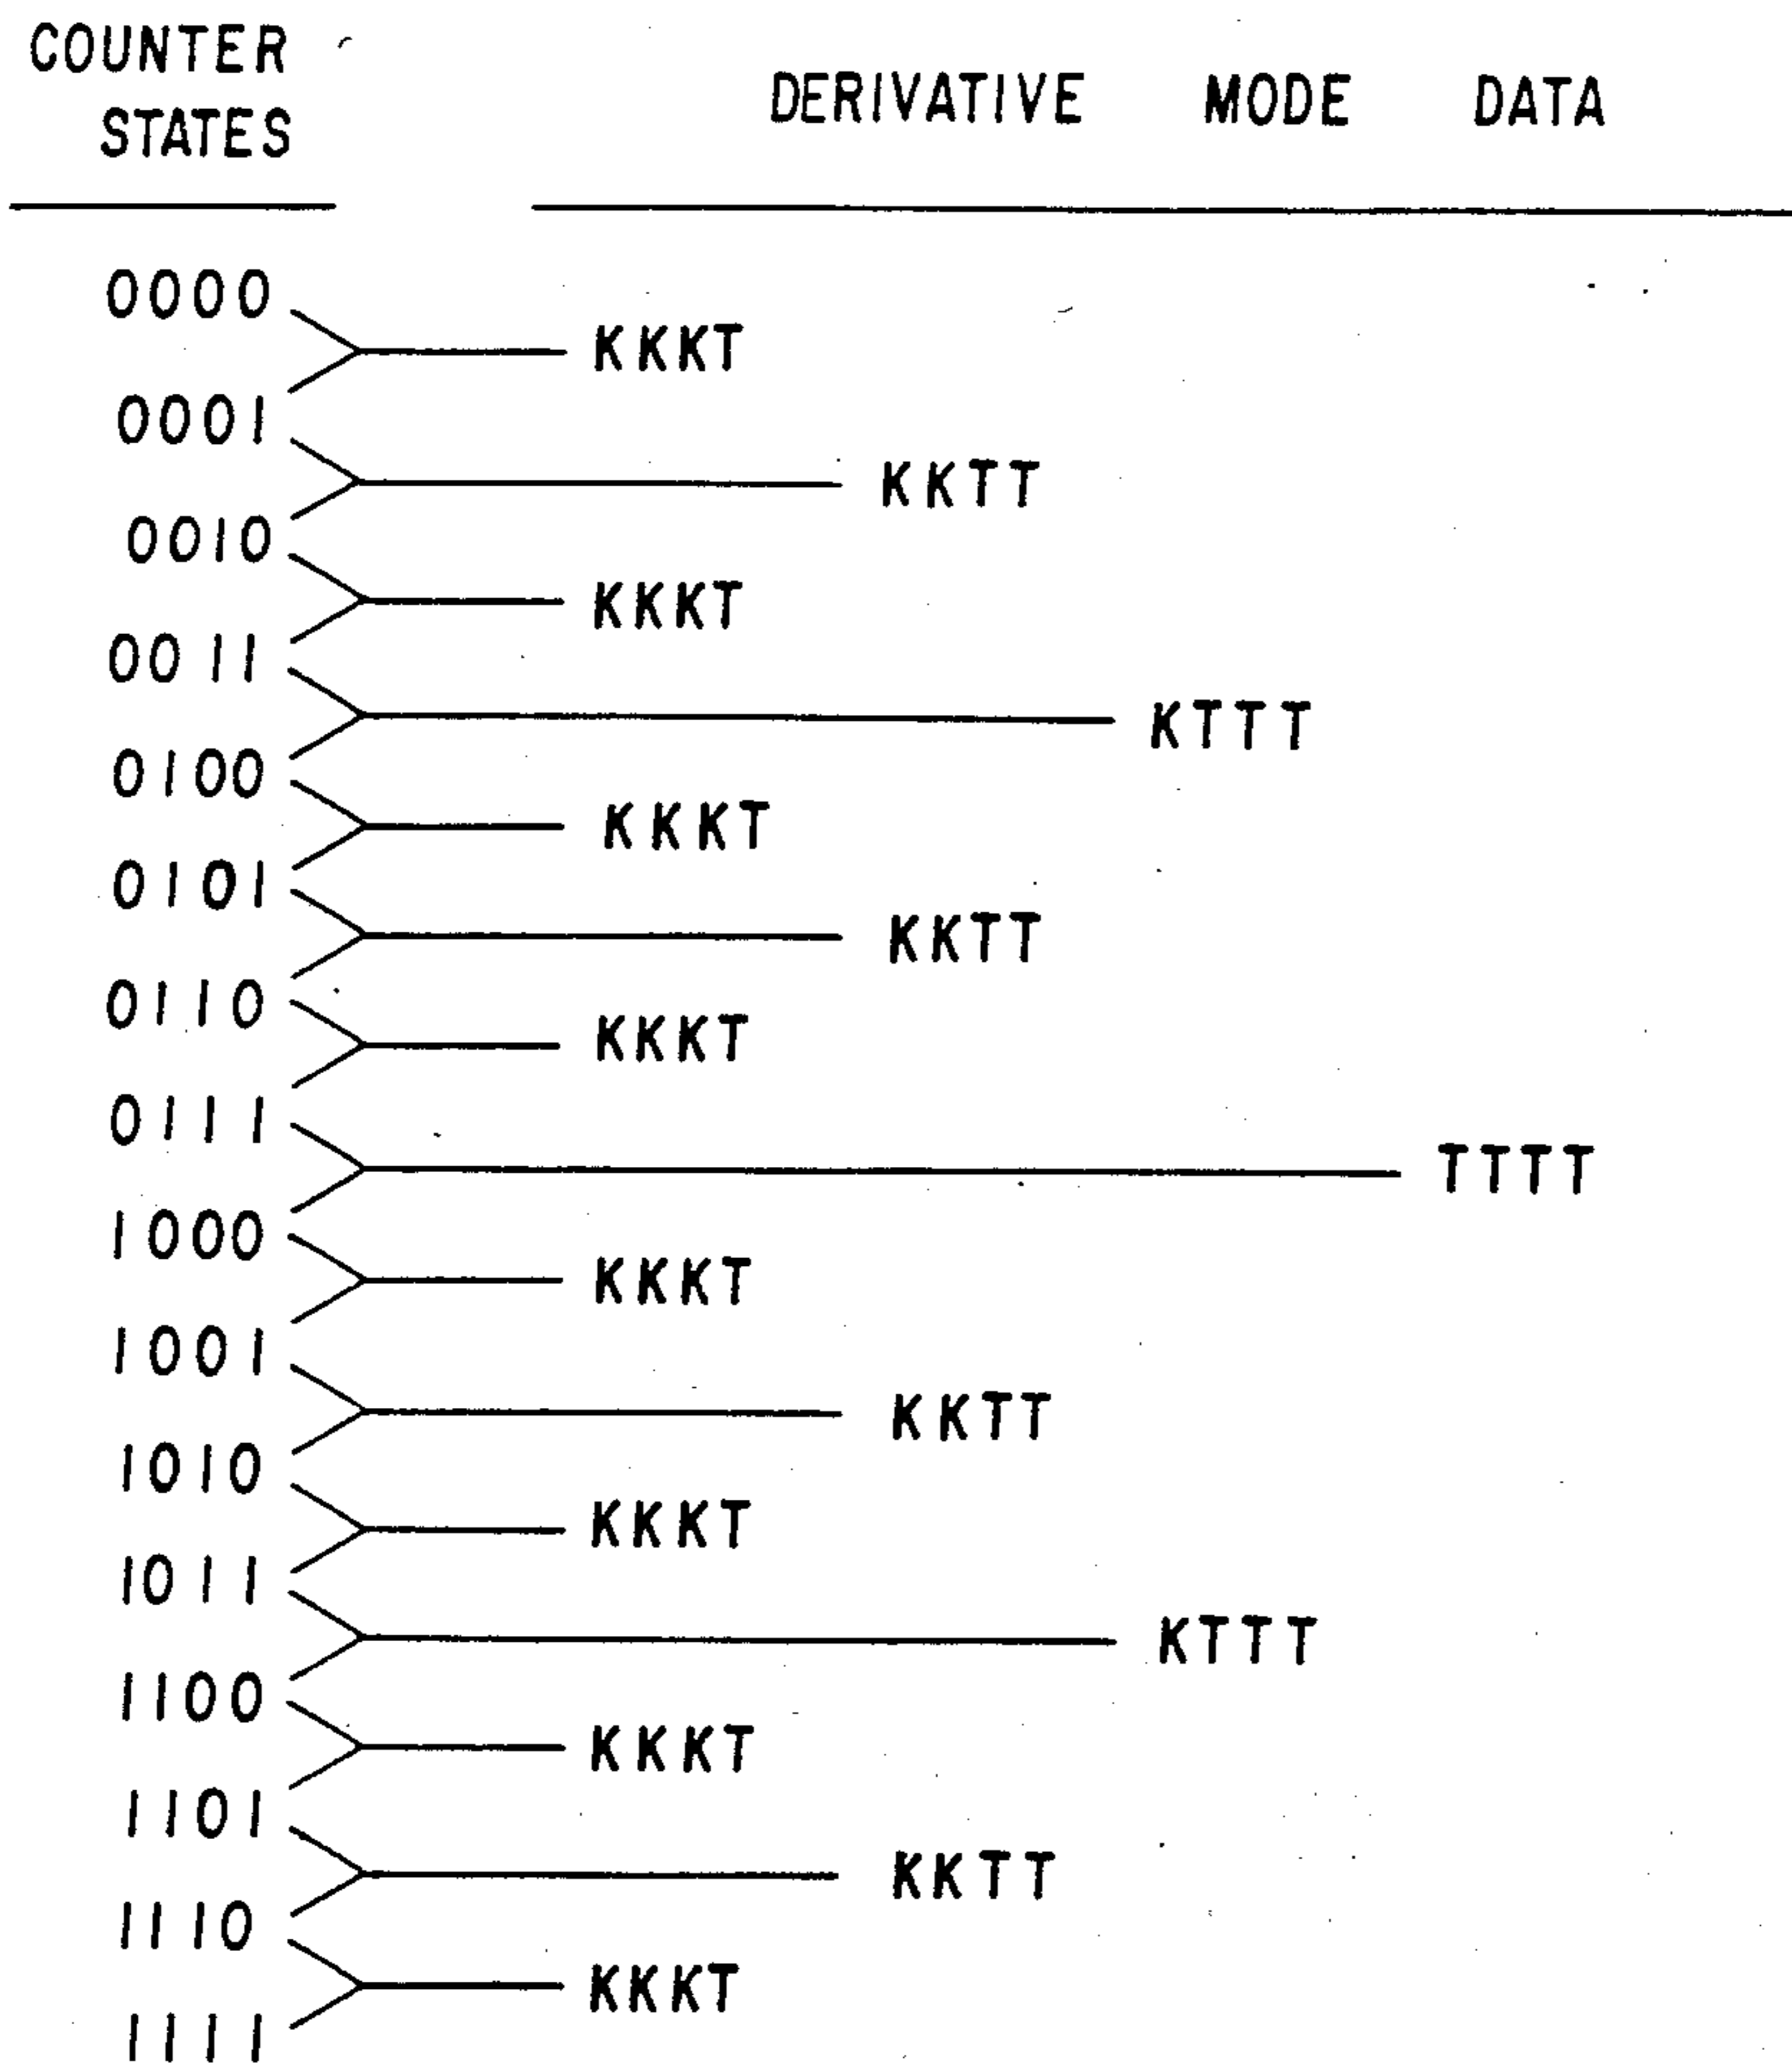 COUNTER
STATES
DERIVATIVE MODE DATA
0000
KKKT
0001
KKTT
0010
KKKT
0011
KTTT
0100
KKKT
0101
KKTT
0110
KKKT
0111
TTTT
1000
KKKT
1001
KKTT
1010
KKKT
1011
KTTT
1100
KKKT
1101
KKTT
1110
KKKT
1111